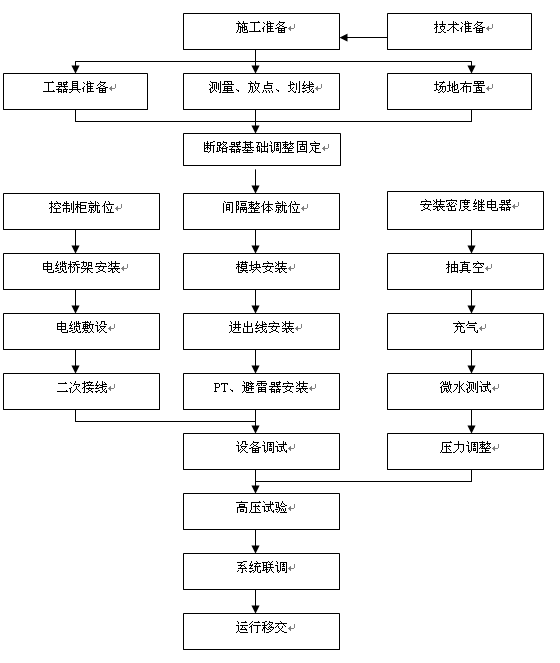 施工准备
技术准备
工器具准备
测量、放点、划线
场地布置
断路器基础调整固定
控制柜就位
间隔整体就位
安装密度继电器
电缆桥架安装
模块安装
抽真空
电缆敷设
进出线安装
充气
二次接线
PT、避雷器安装
微水测试
设备调试
压力调整
高压试验
系统联调
运行移交